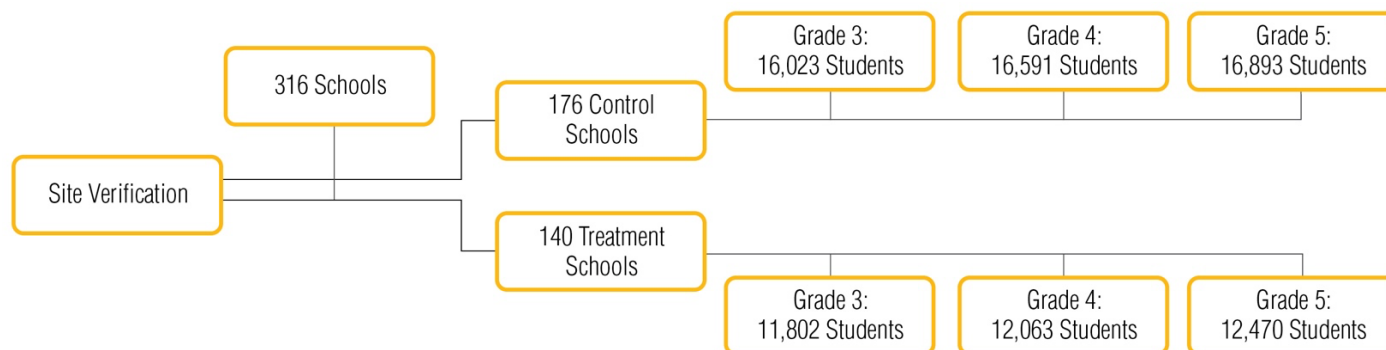 Site Verification
316 Schools
176 Control
Schools
Grade 3:
16,023 Students
Grade 4:
16,591 Students
Grade 5:
16,893 Students
140 Treatment
Schools
Grade 3:
11,802 Students
Grade 4:
12,063 Students
Grade 5:
12,470 Students